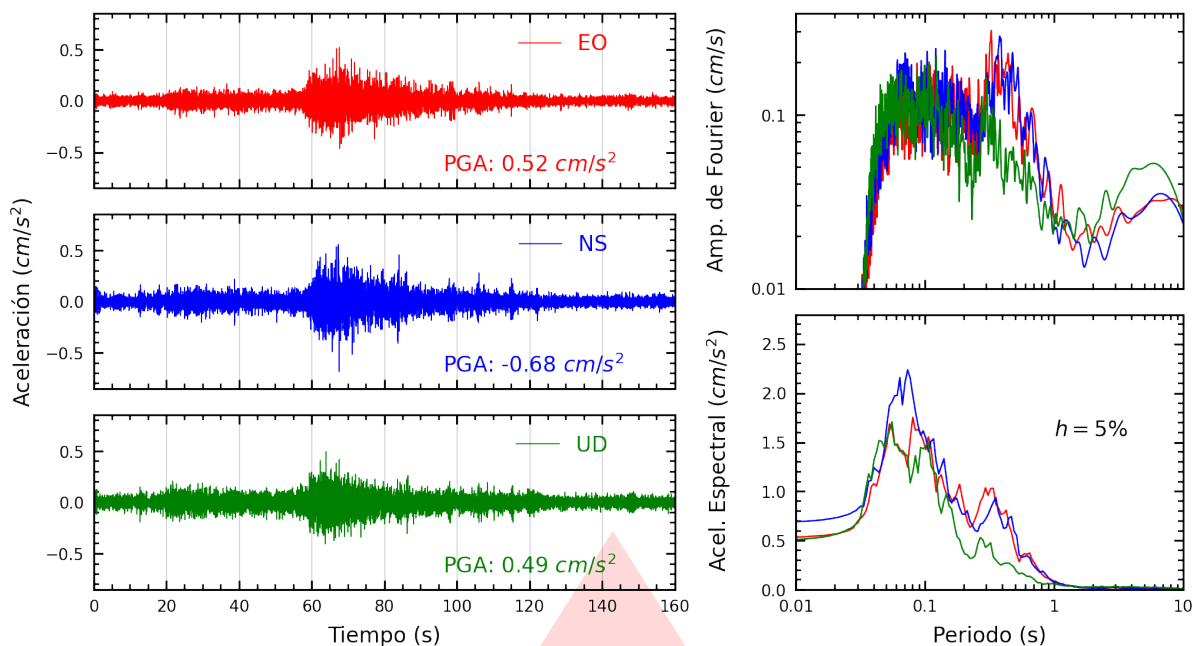 Aceleración (cm/s²)
0.5
0.0
−0.5
EO
PGA: 0.52 cm/s²
0.5
0.0
−0.5
NS
PGA: -0.68 cm/s²
0.5
0.0
−0.5
UD
PGA: 0.49 cm/s²
0 20 40 60 80 100 120 140 160
Tiempo (s)
Amp. de Fourier (cm/s)
0.1
0.01
Acel. Espectral (cm/s²)
2.5
2.0
1.5
1.0
0.5
0.0
h = 5%
0.01 0.1 1 10
Periodo (s)